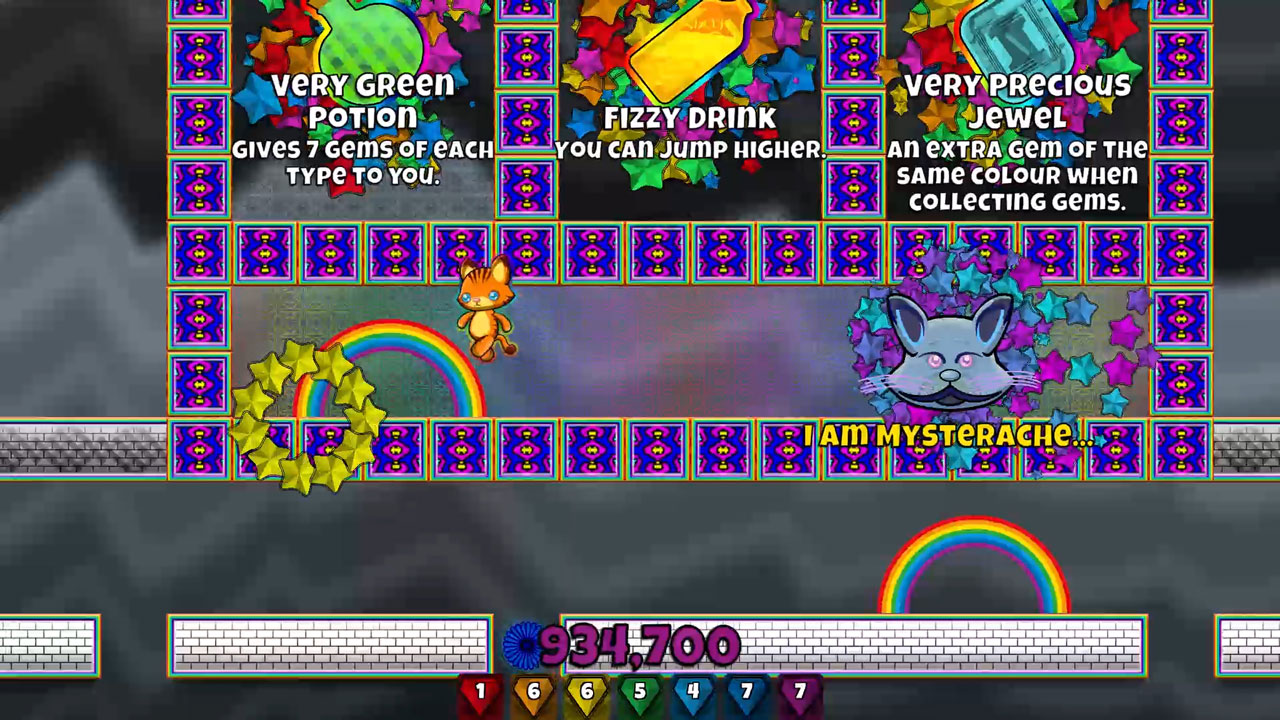 VERY GREEN
POTION
GIVES 7 GEMS OF EACH
TYPE TO YOU.
FIZZY DRINK
YOU CAN JUMP HIGHER.
VERY PRECIOUS
JEWEL
AN EXTRA GEM OF THE
SAME COLOUR WHEN
COLLECTING GEMS.
I AM MYSTERACHE...
934,700
1 6 6 5 4 7 7